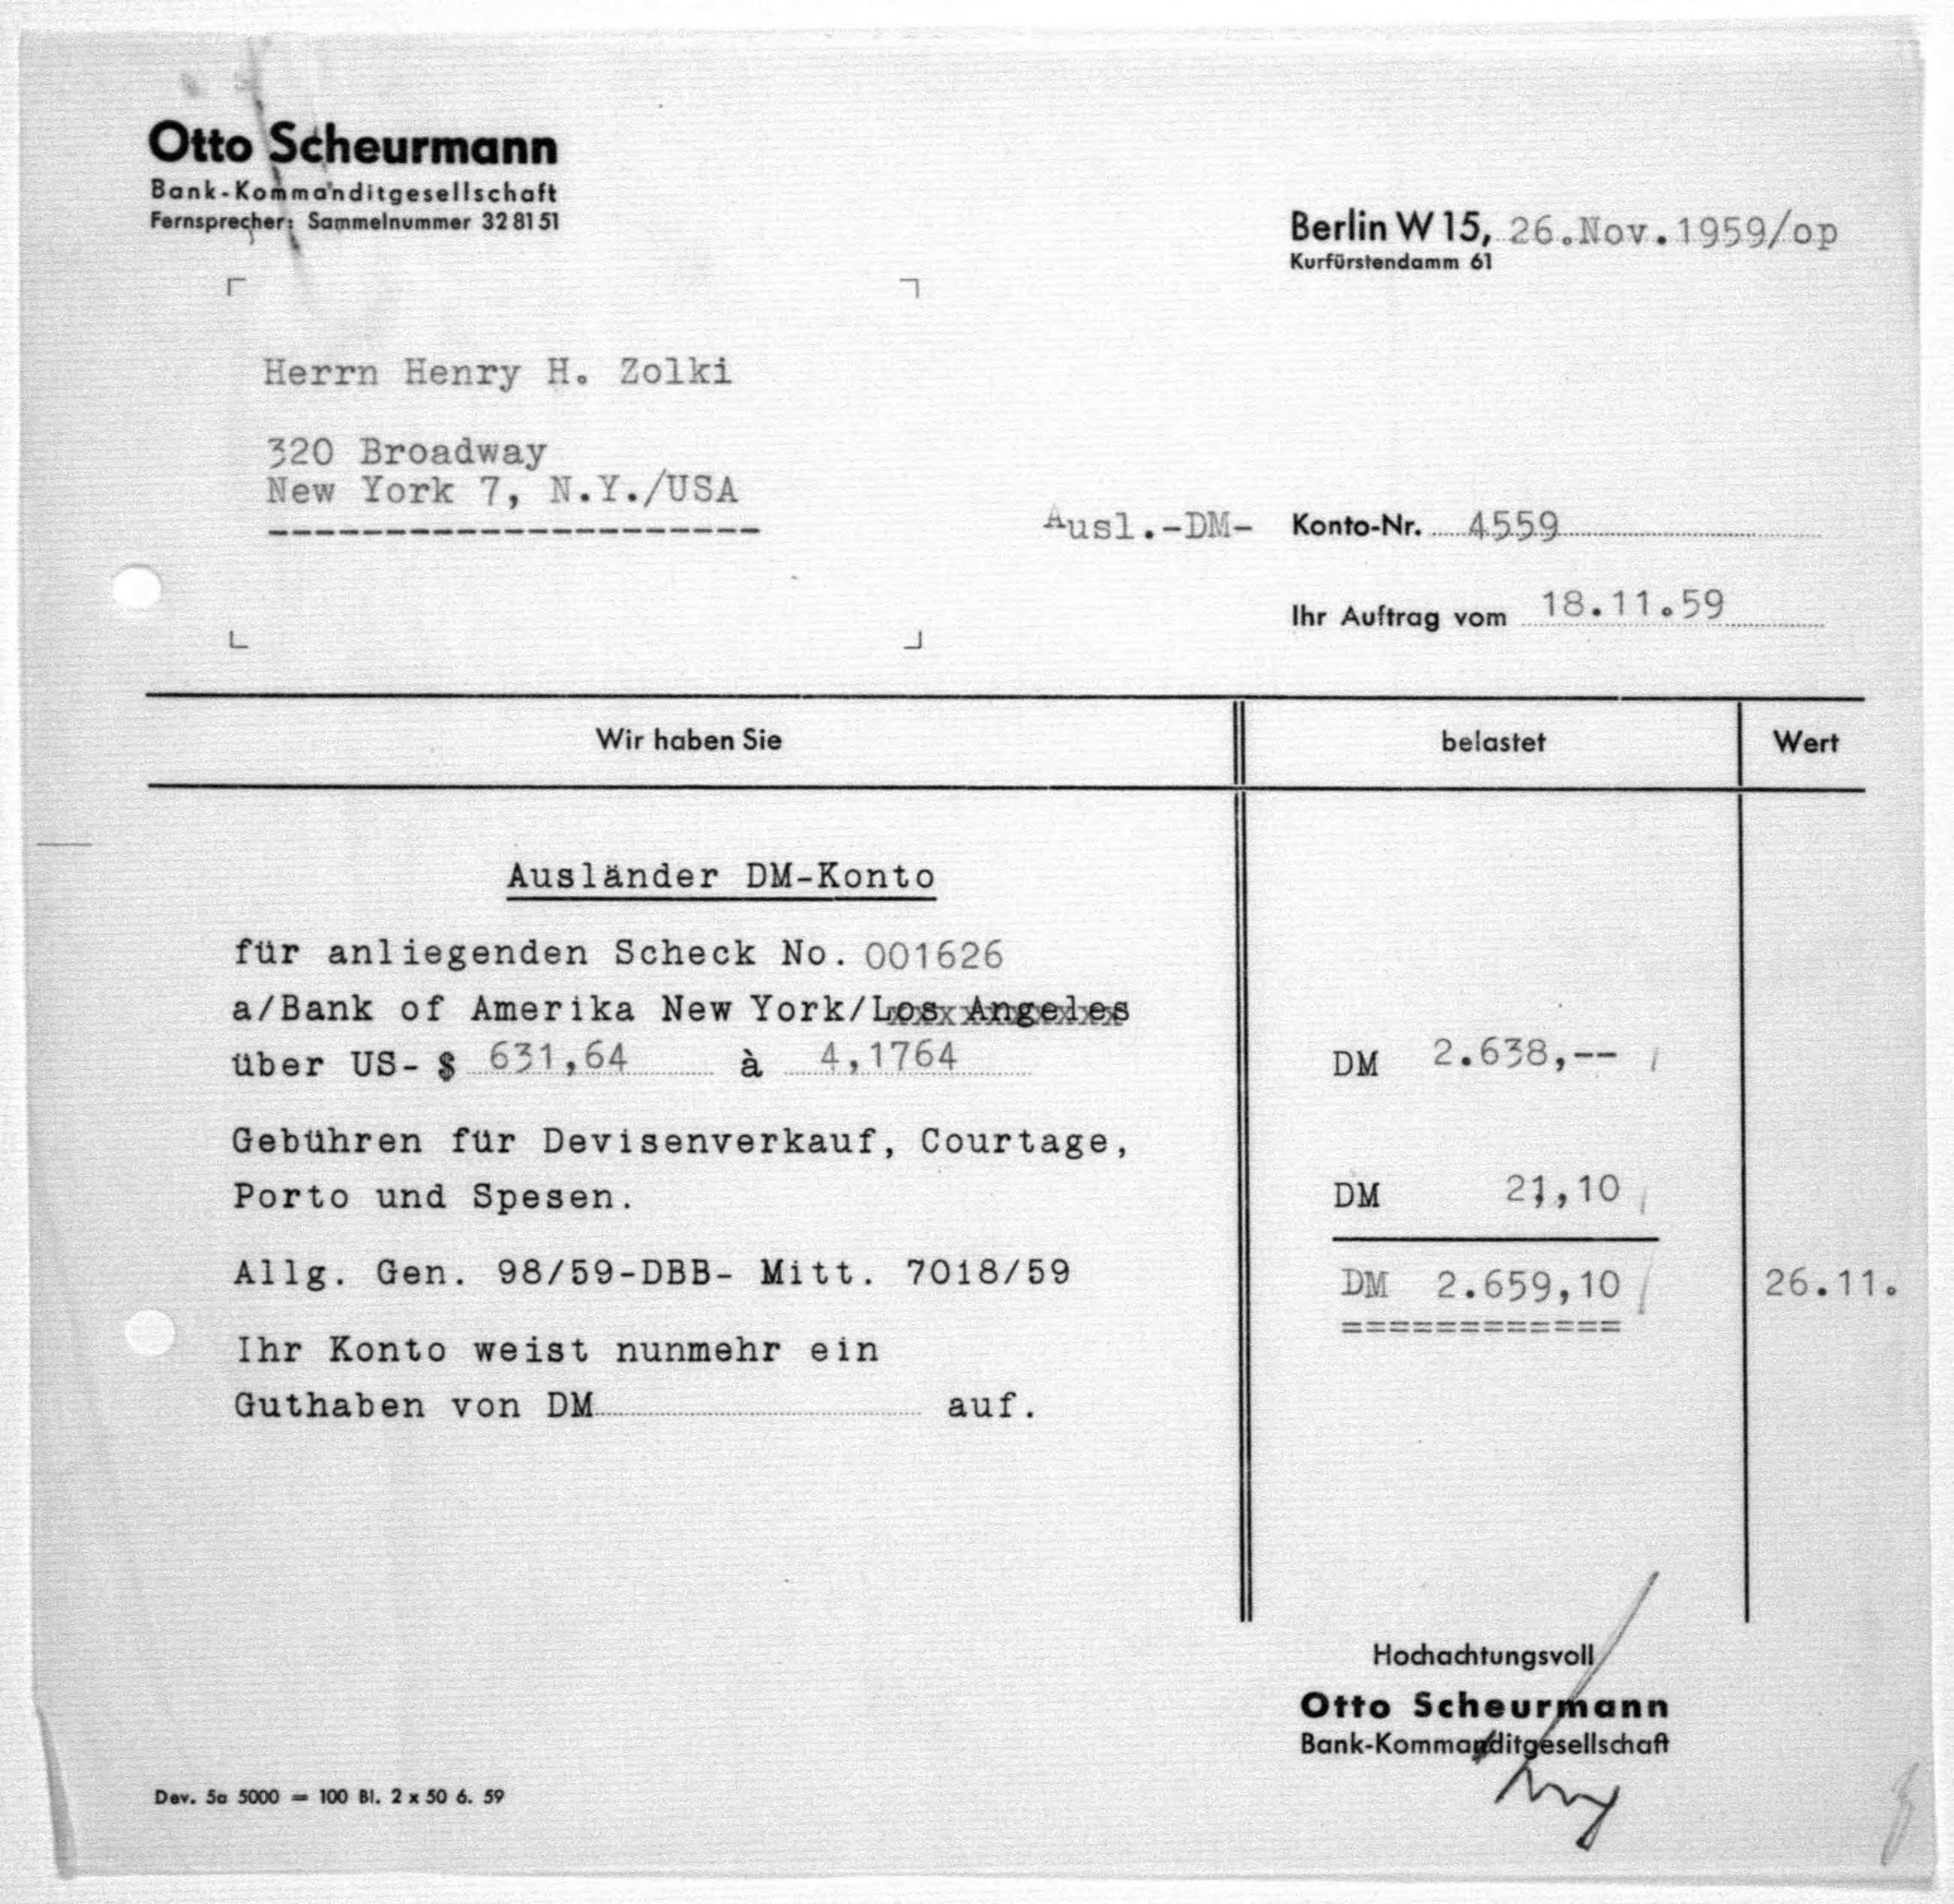 Otto Scheurmann
Bank-Kommanditgesellschaft
Fernsprecher: Sammelnummer 32 81 51
Berlin W 15, 26.Nov.1959/op
Kurfürstendamm 61
Herrn Henry H. Zolki
320 Broadway
New York 7, N.Y./USA
Ausl.-DM- Konto-Nr. 4559
Ihr Auftrag vom 18.11.59
Wir haben Sie belastet Wert
Ausländer DM-Konto
für anliegenden Scheck No. 001626
a/Bank of Amerika New York/Los Angeles
über US-$ 631,64 à 4,1764 DM 2.638,--
Gebühren für Devisenverkauf, Courtage,
Porto und Spesen. DM 21,10
Allg. Gen. 98/59-DBB- Mitt. 7018/59 DM 2.659,10 26.11.
============
Ihr Konto weist nunmehr ein
Guthaben von DM auf.
Hochachtungsvoll
Otto Scheurmann
Bank-Kommanditgesellschaft
Dev. 5a 5000 = 100 Bl. 2 x 50 6. 59